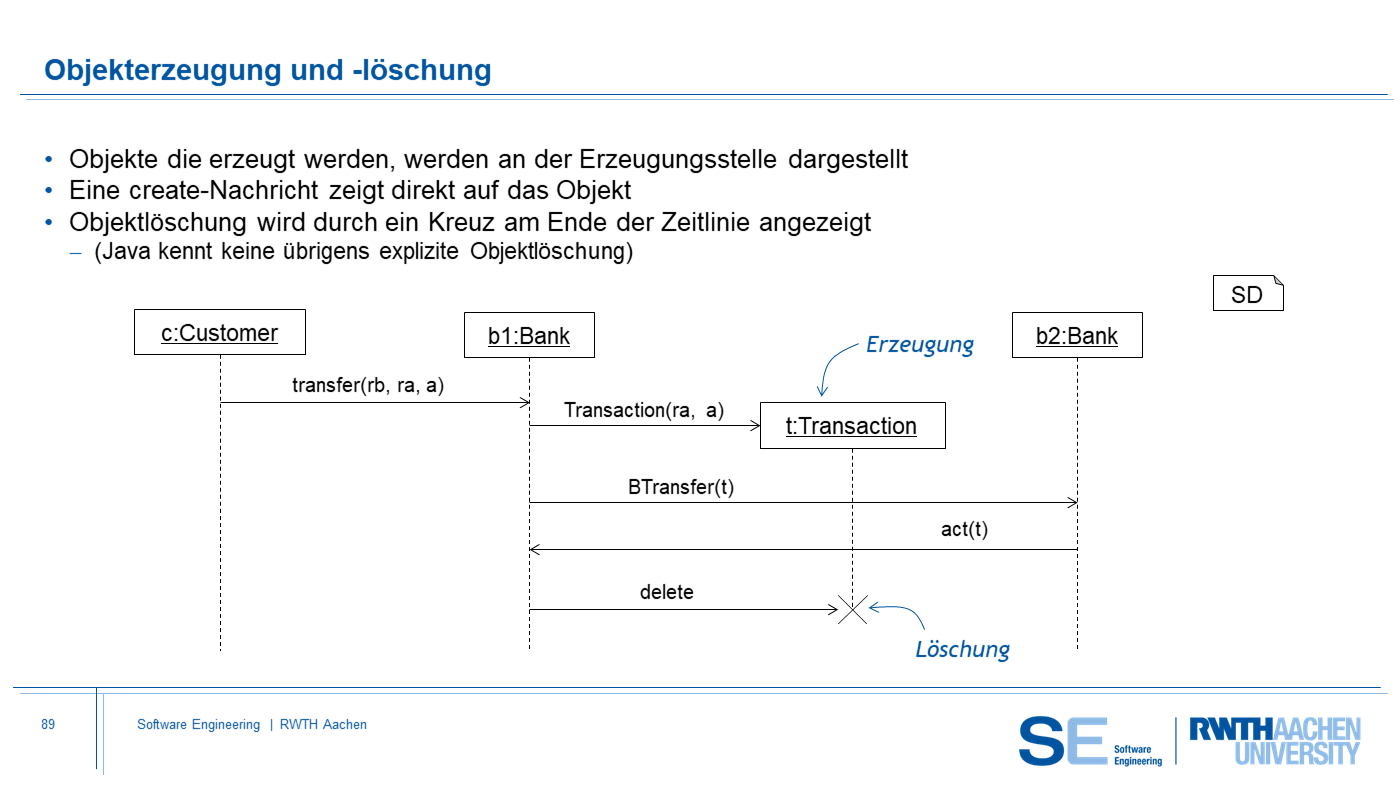 Objekterzeugung und -löschung
• Objekte die erzeugt werden, werden an der Erzeugungsstelle dargestellt
• Eine create-Nachricht zeigt direkt auf das Objekt
• Objektlöschung wird durch ein Kreuz am Ende der Zeitlinie angezeigt
– (Java kennt keine übrigens explizite Objektlöschung)
SD
c:Customer
b1:Bank
Erzeugung
b2:Bank
transfer(rb, ra, a)
Transaction(ra, a)
t:Transaction
BTransfer(t)
act(t)
delete
Löschung
89
Software Engineering | RWTH Aachen
SE Software
Engineering
RWTHAACHEN
UNIVERSITY